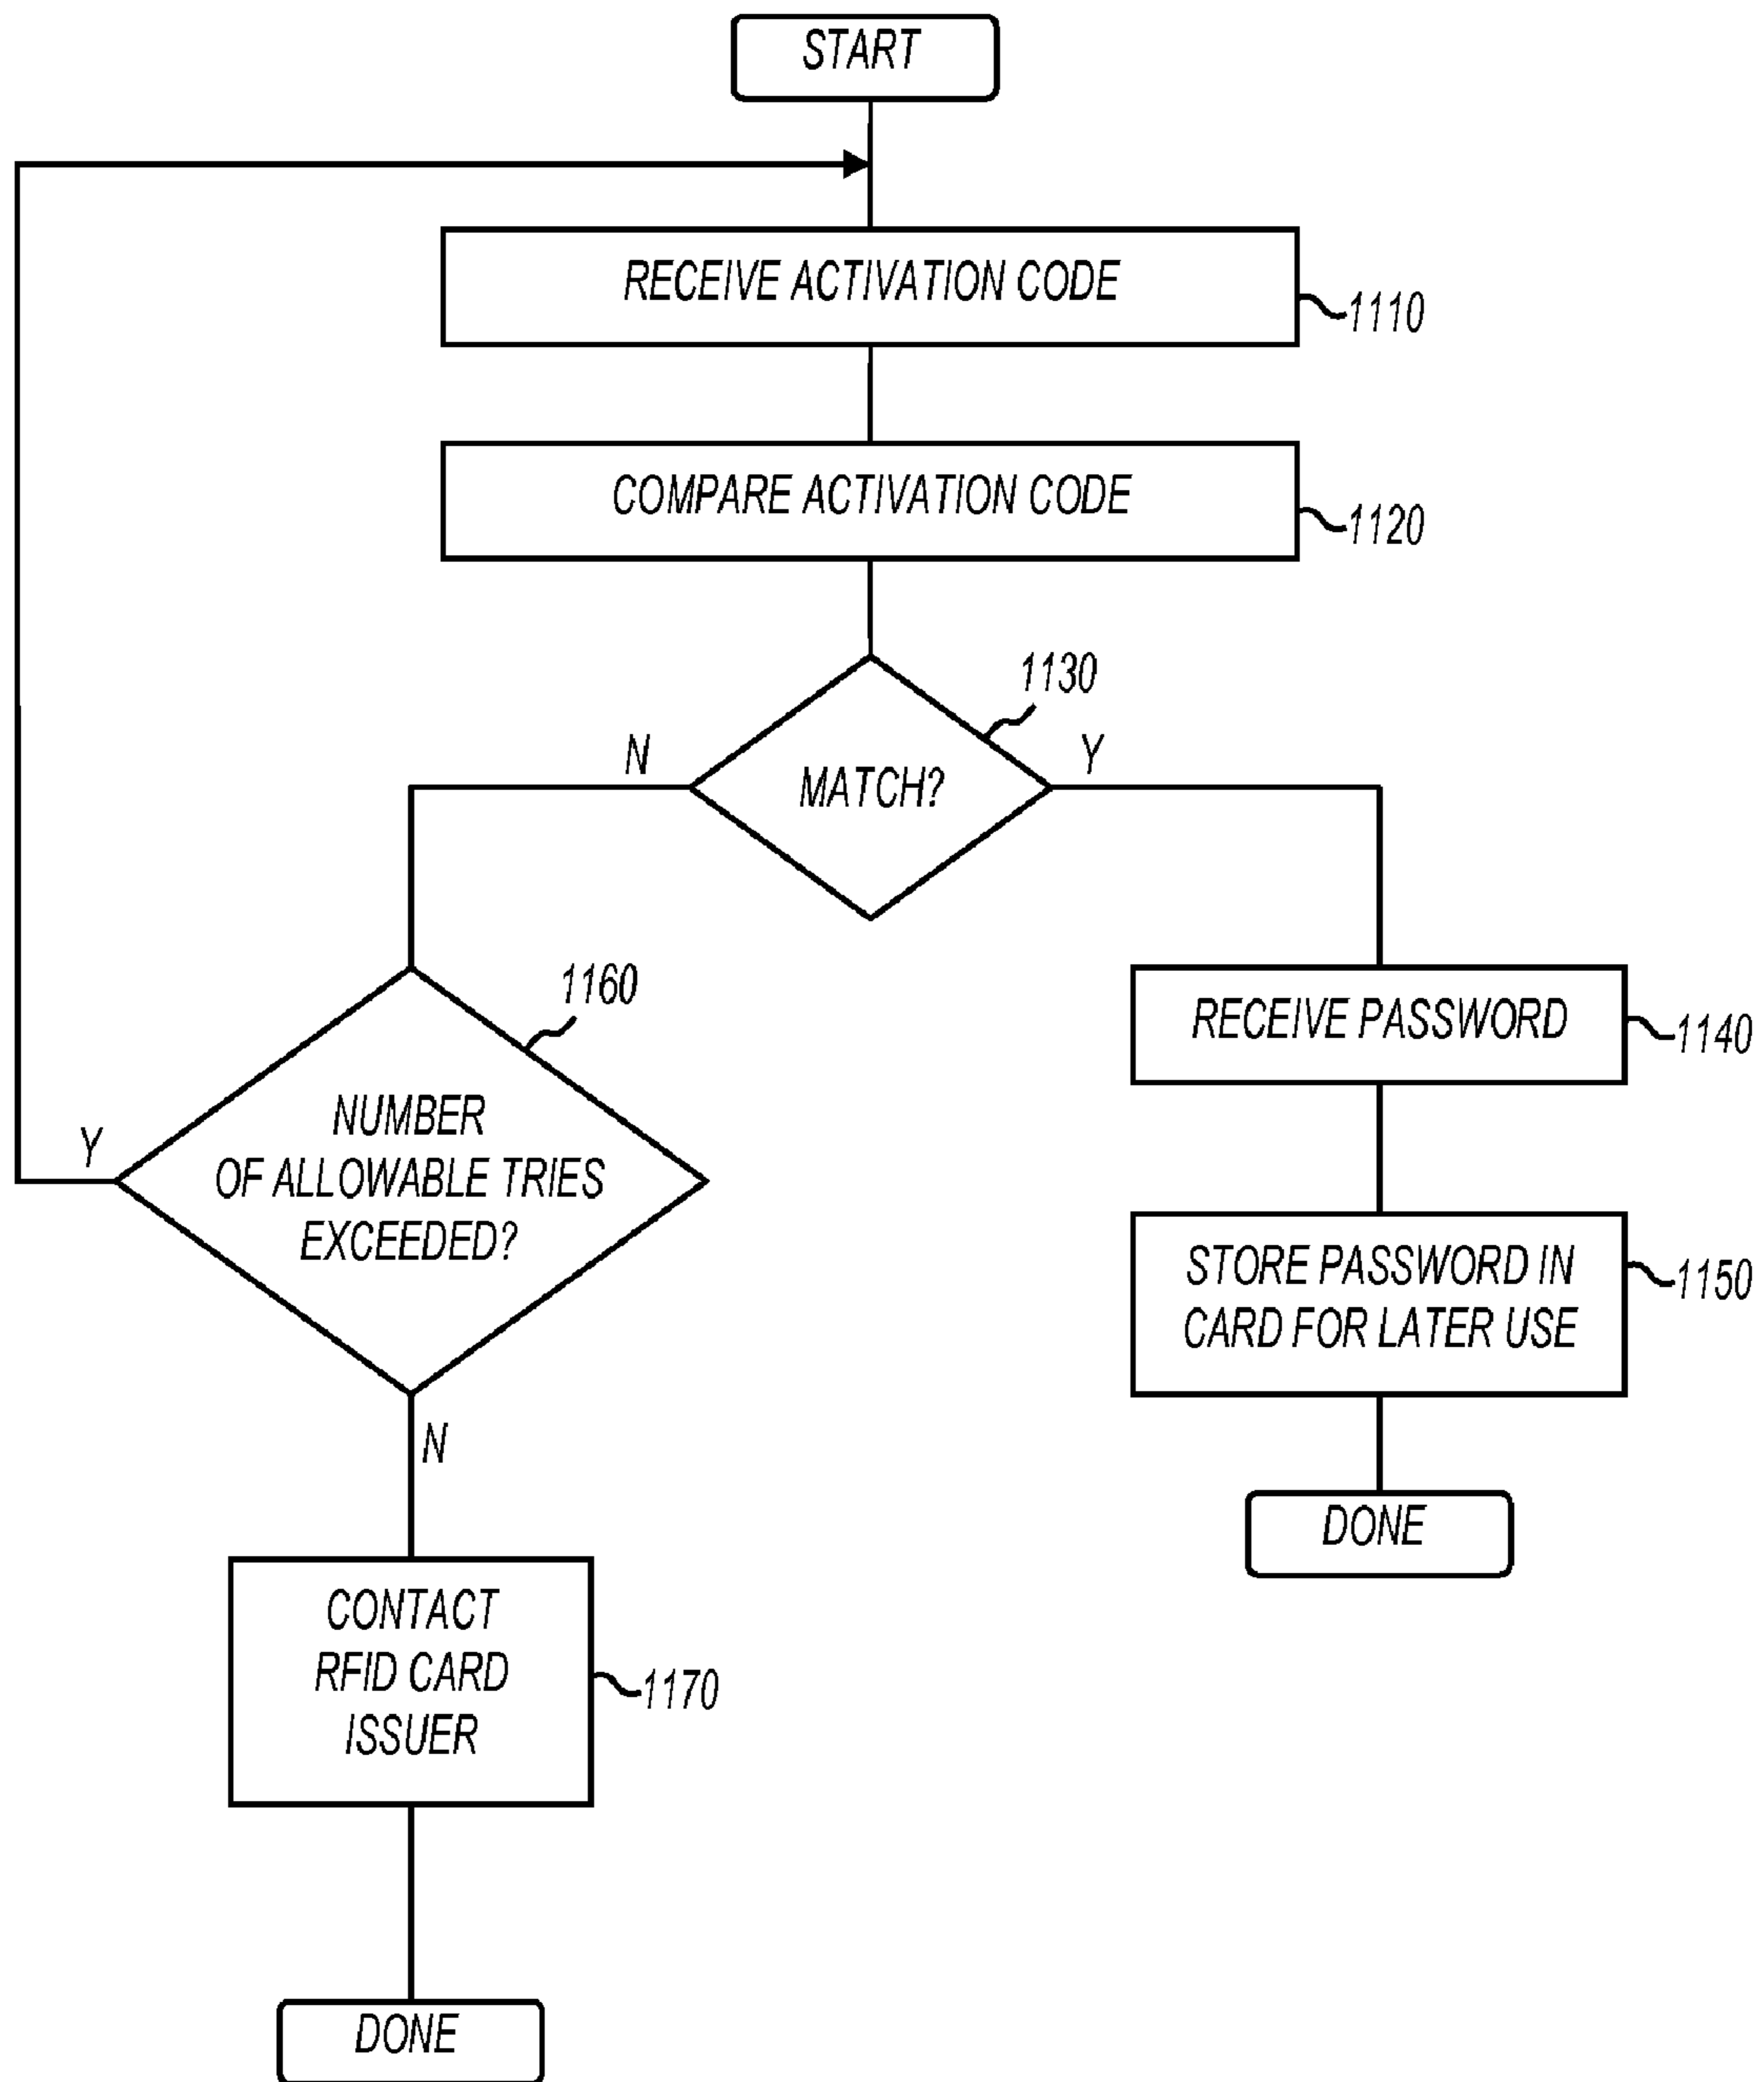 START
RECEIVE ACTIVATION CODE
1110
COMPARE ACTIVATION CODE
1120
1130
N
MATCH?
Y
1160
NUMBER
OF ALLOWABLE TRIES
EXCEEDED?
Y
N
RECEIVE PASSWORD
1140
STORE PASSWORD IN
CARD FOR LATER USE
1150
DONE
CONTACT
RFID CARD
ISSUER
1170
DONE